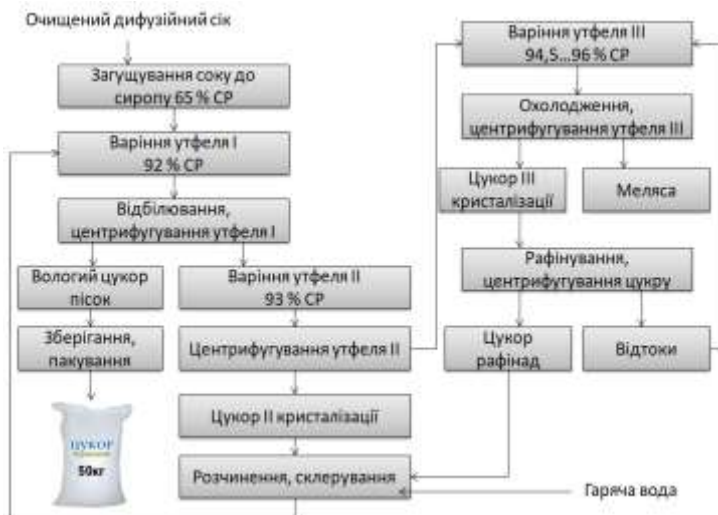 Очищений дифузійний сік
Загущування соку до
сиропу 65 % СР
Варіння утфеля І
92 % СР
Відбілювання,
центрифугування утфеля І
Вологий цукор
пісок
Зберігання,
пакування
ЦУКОР
50кг
Варіння утфеля ІІ
93 % СР
Центрифугування утфеля ІІ
Цукор ІІ кристалізації
Розчинення, склерування
Гаряча вода
Варіння утфеля ІІІ
94,5...96 % СР
Охолодження,
центрифугування утфеля ІІІ
Цукор ІІІ
кристалізації
Меляса
Рафінування,
центрифугування цукру
Цукор
рафінад
Відтоки